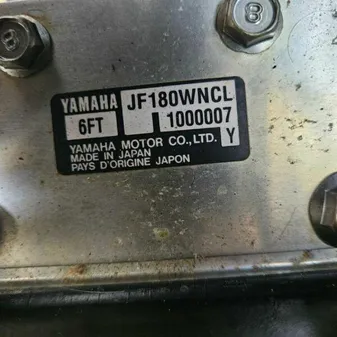 B
B
YAMAHA JF180WNCL
6FT 1000007
YAMAHA MOTOR CO., LTD. Y
MADE IN JAPAN
PAYS D'ORIGINE JAPON